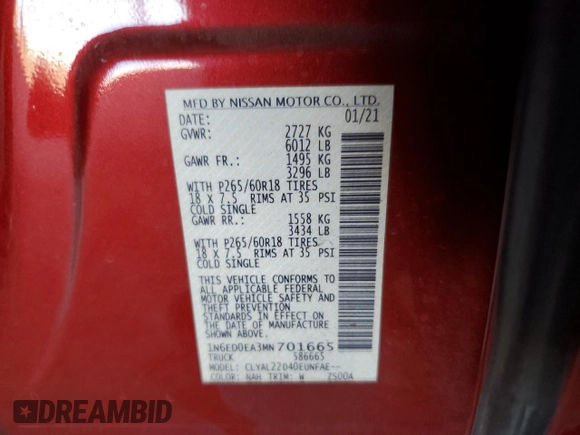 MFD BY NISSAN MOTOR CO., LTD.
DATE: 01/21
GVWR: 2727 KG
6012 LB
GAWR FR.: 1495 KG
3296 LB
WITH P265/60R18 TIRES
18 X 7.5 RIMS AT 35 PSI
COLD SINGLE
GAWR RR.: 1558 KG
3434 LB
WITH P265/60R18 TIRES
18 X 7.5 RIMS AT 35 PSI
COLD SINGLE
THIS VEHICLE CONFORMS TO
ALL APPLICABLE FEDERAL
MOTOR VEHICLE SAFETY AND
AND THEFT PREVENTION
STANDARDS IN EFFECT ON
THE DATE OF MANUFACTURE
SHOWN ABOVE.
1N6ED0EA3MN701665
TRUCK 586665
MODEL: CLYAL22D40EUNFAE--
COLOR: NAH TRIM: W ZS00A
DREAMBID